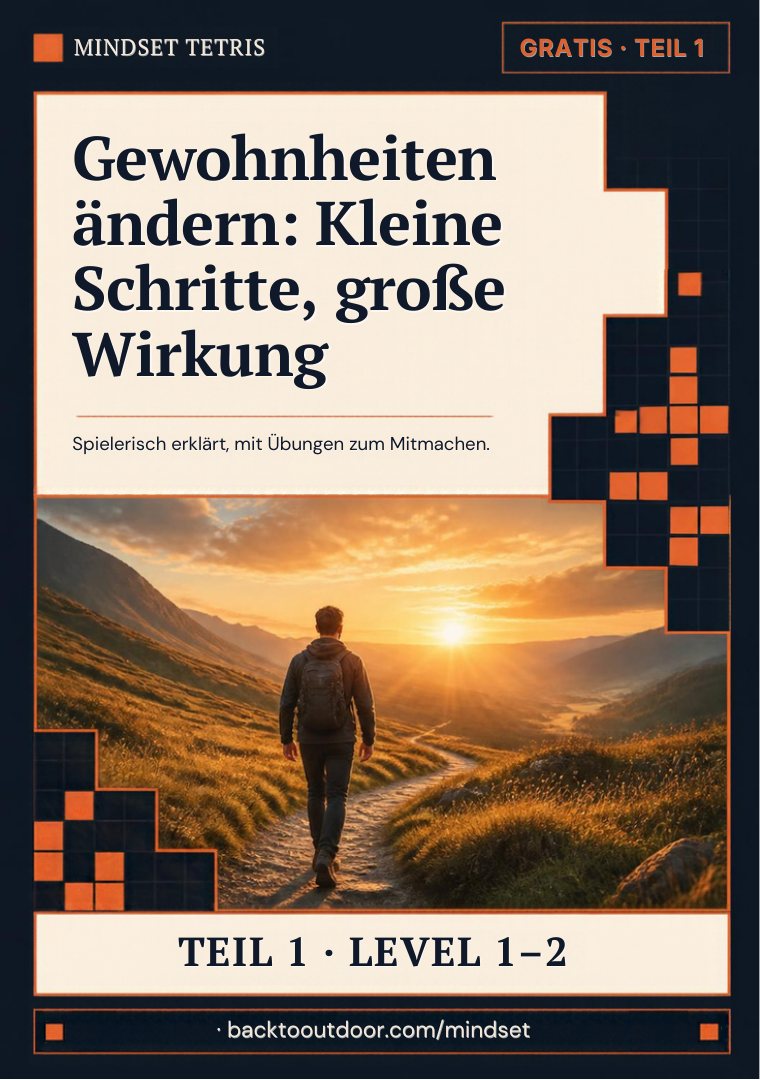 MINDSET TETRIS
GRATIS · TEIL 1
Gewohnheiten
ändern: Kleine
Schritte, große
Wirkung
Spielerisch erklärt, mit Übungen zum Mitmachen.
TEIL 1 · LEVEL 1–2
· backtooutdoor.com/mindset